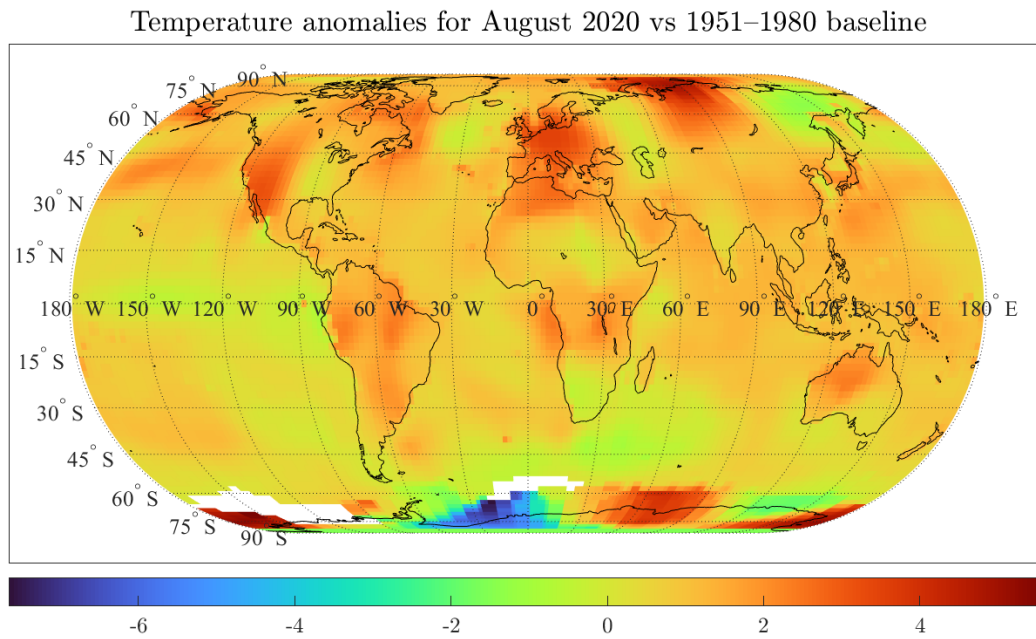 Temperature anomalies for August 2020 vs 1951–1980 baseline
90° N
75° N
60° N
45° N
30° N
15° N
180° W 150° W 120° W 90° W 60° W 30° W 0° 30° E 60° E 90° E 120° E 150° E 180° E
15° S
30° S
45° S
60° S
75° S
90° S
-6 -4 -2 0 2 4